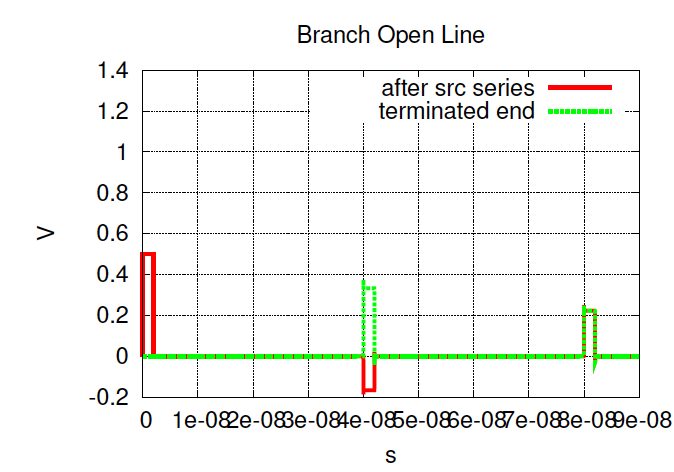 Branch Open Line
1.4
after src series
1.2
terminated end
1
0.8
V
0.6
0.4
0.2
0
-0.2
0 1e-08 2e-08 3e-08 4e-08 5e-08 6e-08 7e-08 8e-08 9e-08
s